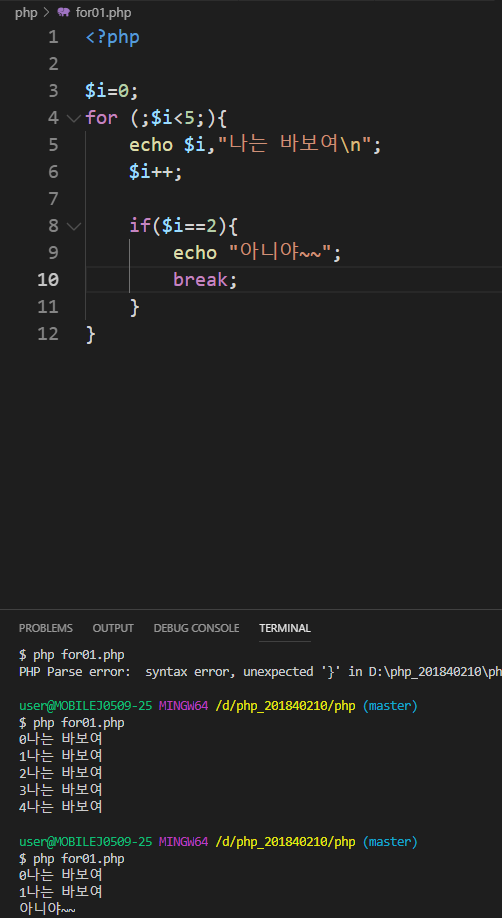 php > for01.php
1 <?php
2
3 $i=0;
4 for (;$i<5;){
5 echo $i,"나는 바보여\n";
6 $i++;
7
8 if($i==2){
9 echo "아니야~~";
10 break;
11 }
12 }
PROBLEMS OUTPUT DEBUG CONSOLE TERMINAL
$ php for01.php
PHP Parse error:  syntax error, unexpected '}' in D:\php_201840210\ph
user@MOBILEJ0509-25 MINGW64 /d/php_201840210/php (master)
$ php for01.php
0나는 바보여
1나는 바보여
2나는 바보여
3나는 바보여
4나는 바보여
user@MOBILEJ0509-25 MINGW64 /d/php_201840210/php (master)
$ php for01.php
0나는 바보여
1나는 바보여
아니야~~